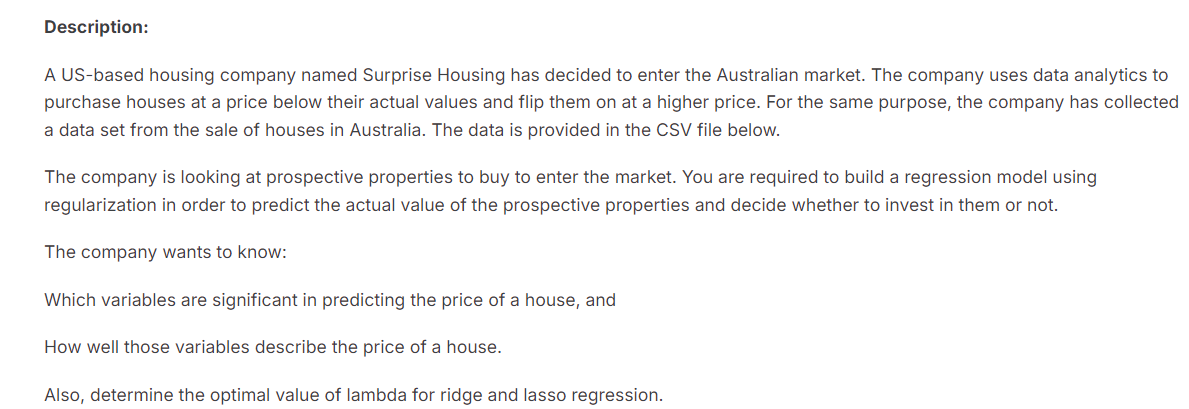 Description:
A US-based housing company named Surprise Housing has decided to enter the Australian market. The company uses data analytics to
purchase houses at a price below their actual values and flip them on at a higher price. For the same purpose, the company has collected
a data set from the sale of houses in Australia. The data is provided in the CSV file below.
The company is looking at prospective properties to buy to enter the market. You are required to build a regression model using
regularization in order to predict the actual value of the prospective properties and decide whether to invest in them or not.
The company wants to know:
Which variables are significant in predicting the price of a house, and
How well those variables describe the price of a house.
Also, determine the optimal value of lambda for ridge and lasso regression.